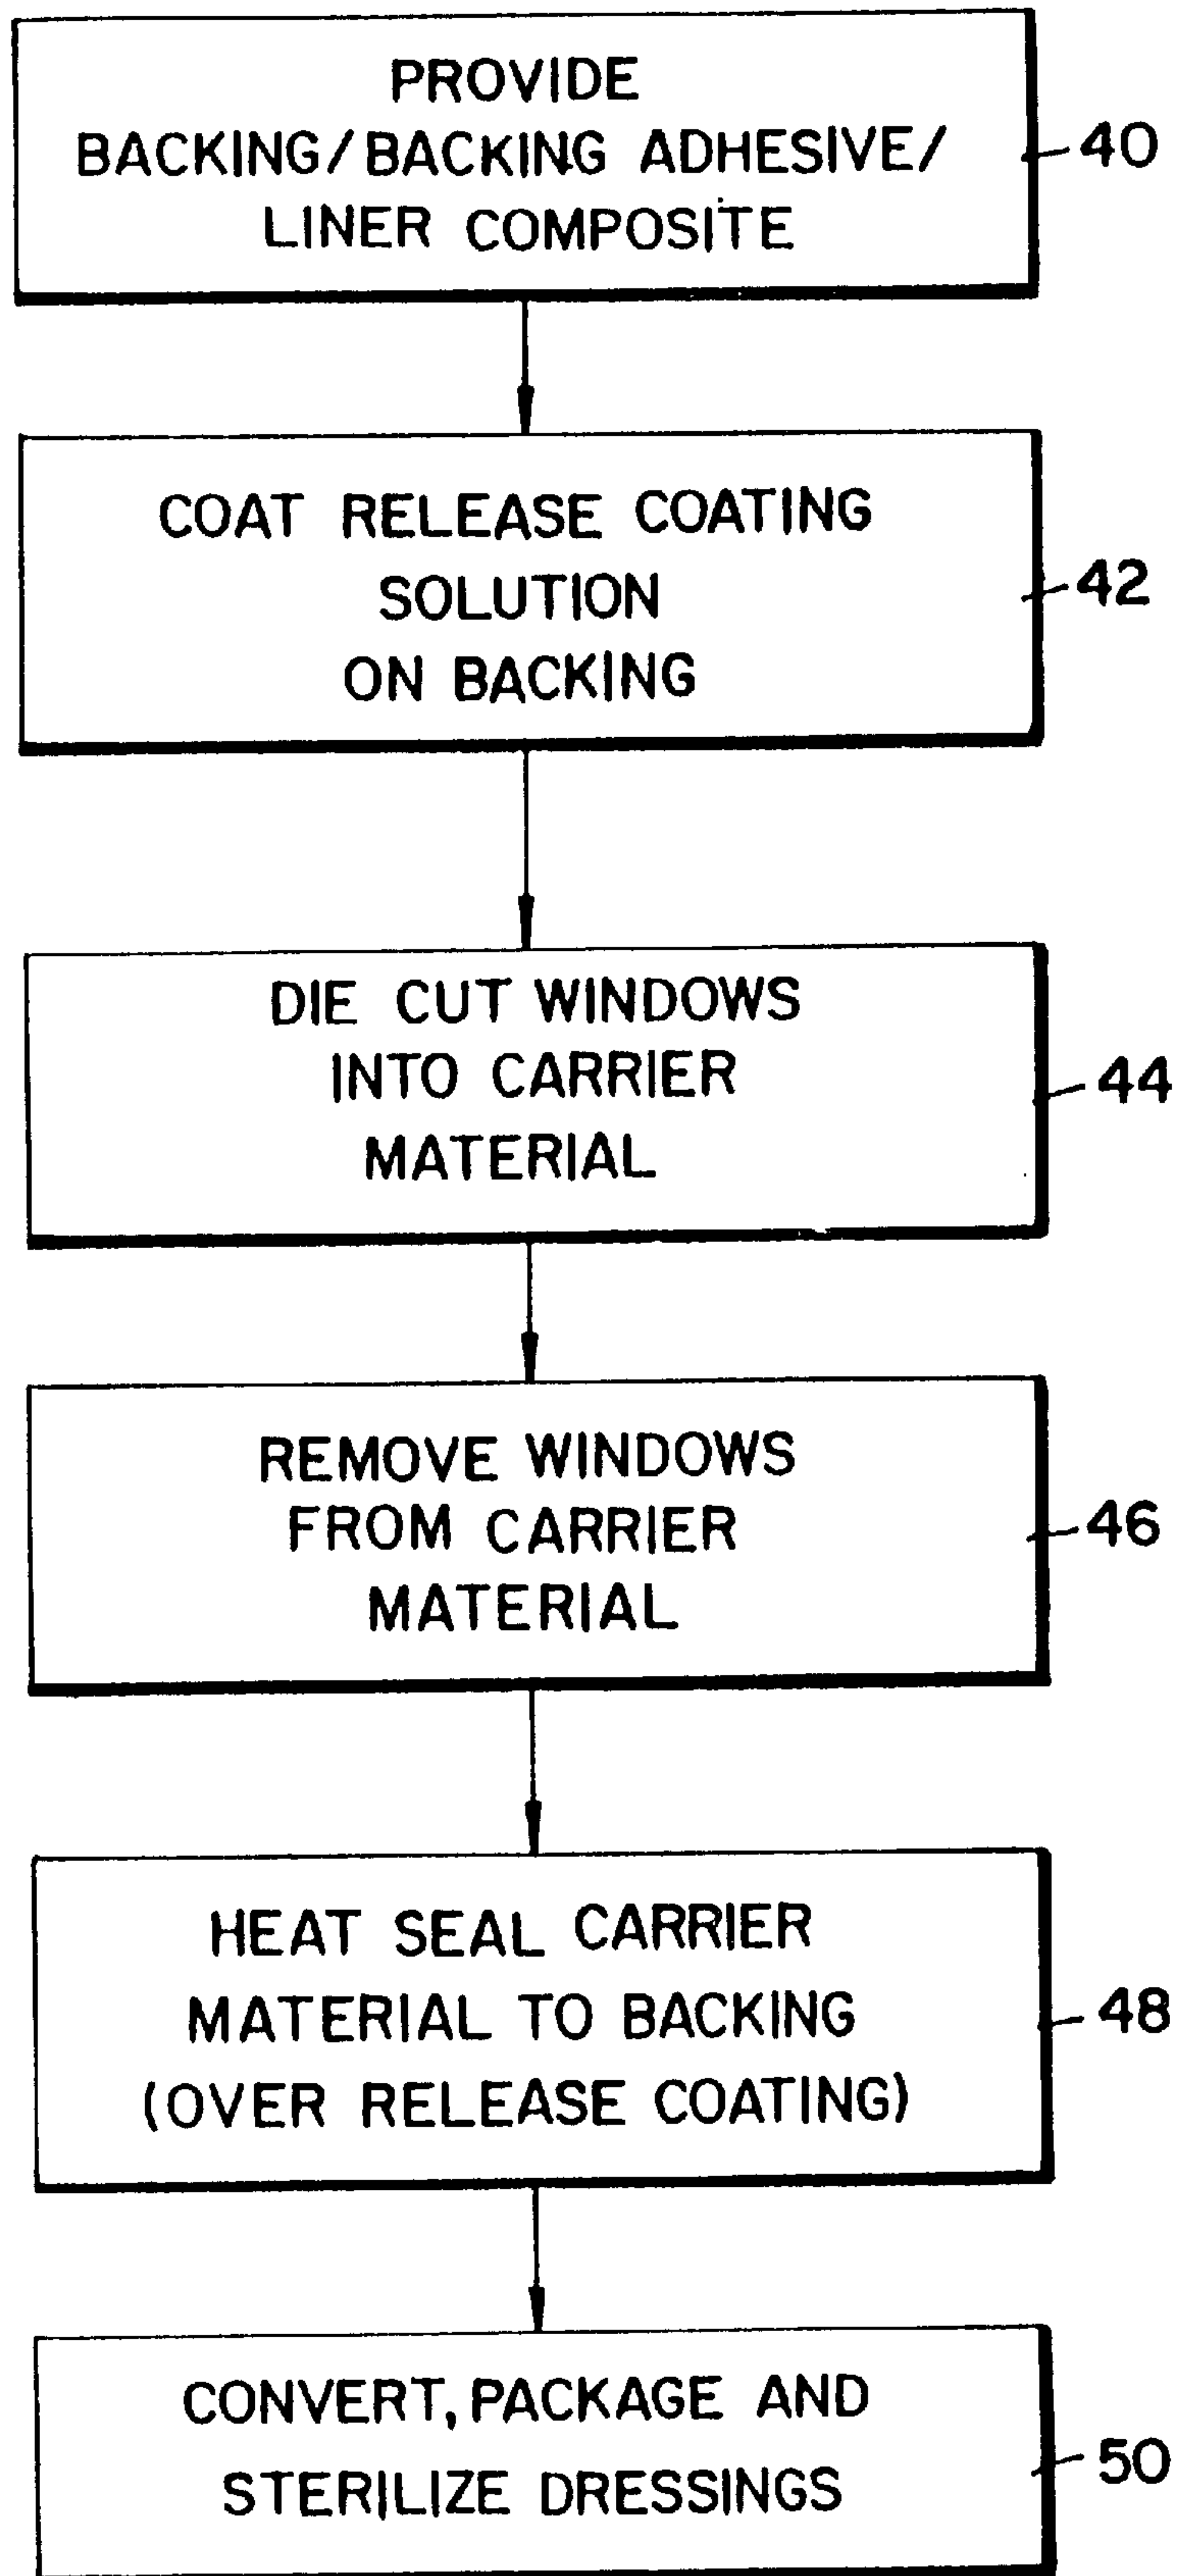 PROVIDE
BACKING/BACKING ADHESIVE/
LINER COMPOSITE
40
COAT RELEASE COATING
SOLUTION
ON BACKING
42
DIE CUT WINDOWS
INTO CARRIER
MATERIAL
44
REMOVE WINDOWS
FROM CARRIER
MATERIAL
46
HEAT SEAL CARRIER
MATERIAL TO BACKING
(OVER RELEASE COATING)
48
CONVERT, PACKAGE AND
STERILIZE DRESSINGS
50